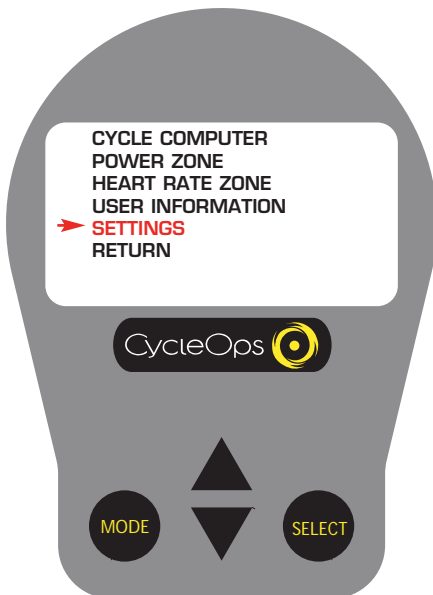 CYCLE COMPUTER
POWER ZONE
HEART RATE ZONE
USER INFORMATION
SETTINGS
RETURN
CycleOps
MODE
SELECT